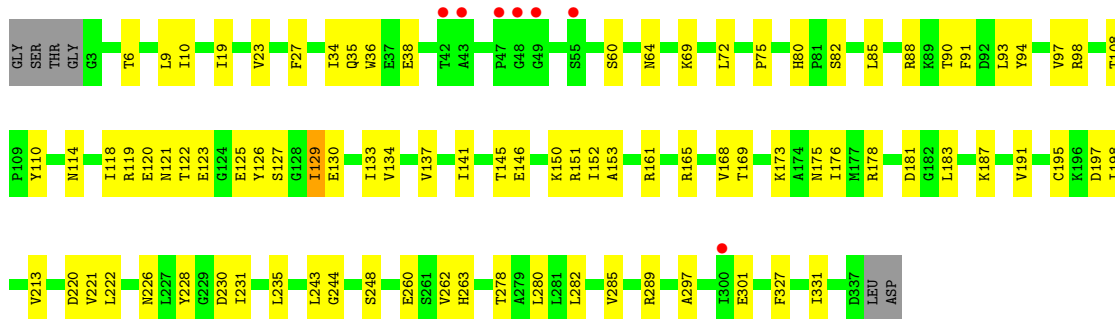 GLY SER THR GLY G3 T6 L9 I10 I19 V23 F27 I34 Q35 W36 E37 E38 T42 A43 P47 G48 G49 S55 S60 N64 K69 L72 P75 H80 P81 S82 L85 R88 K89 T90 F91 D92 L93 Y94 V97 R98 T108
P109 Y110 N114 I118 R119 E120 N121 T122 E123 G124 E125 Y126 S127 G128 I129 E130 I133 V134 V137 I141 T145 E146 K150 R151 I152 A153 R161 R165 V168 T169 K173 A174 N175 I176 M177 R178 D181 G182 L183 K187 V191 C195 K196 D197 I198
V213 D220 V221 L222 N226 L227 Y228 G229 D230 I231 L235 L243 G244 S248 E260 S261 V262 H263 T278 A279 L280 L281 L282 V285 R289 A297 I300 E301 F327 I331 D337 LEU ASP